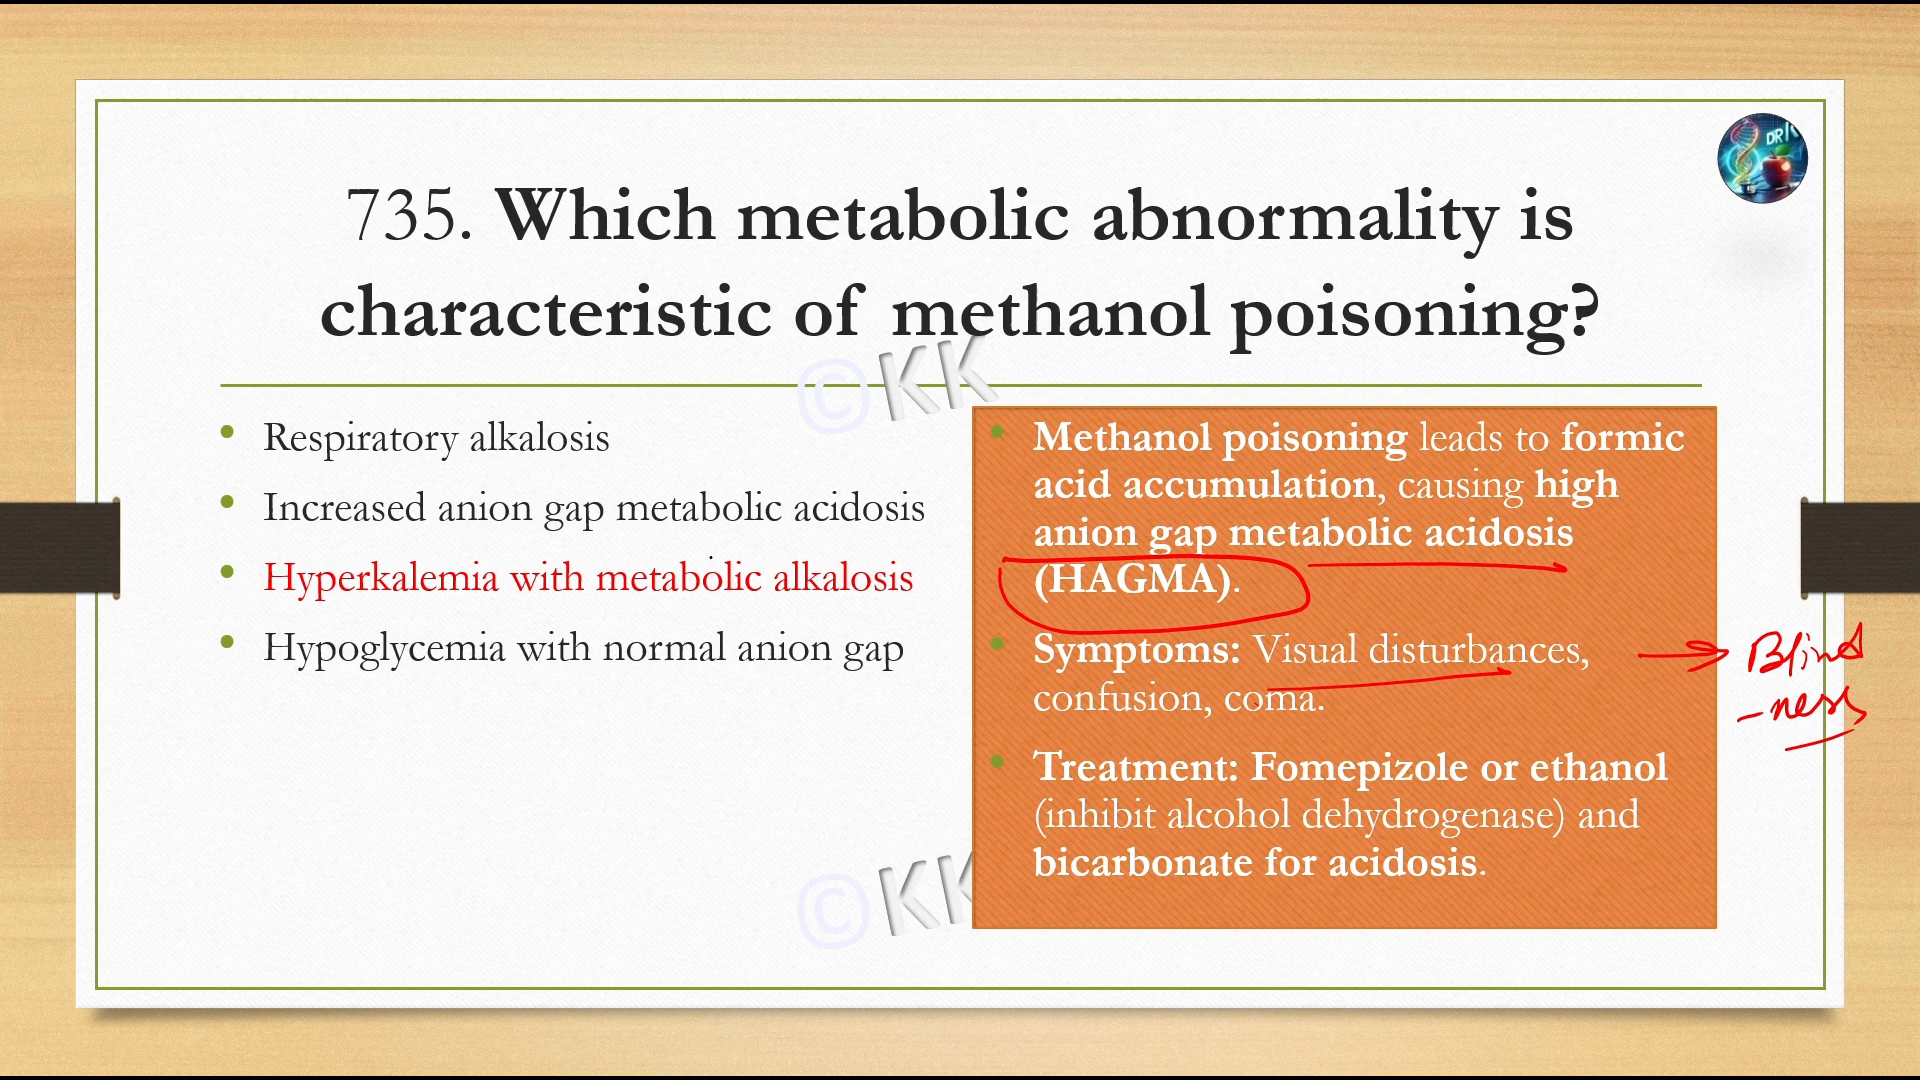 735. Which metabolic abnormality is
characteristic of methanol poisoning?
©KK
• Respiratory alkalosis
• Increased anion gap metabolic acidosis
• Hyperkalemia with metabolic alkalosis
• Hypoglycemia with normal anion gap
• Methanol poisoning leads to formic
acid accumulation, causing high
anion gap metabolic acidosis
(HAGMA).
• Symptoms: Visual disturbances,
confusion, coma.
• Treatment: Fomepizole or ethanol
(inhibit alcohol dehydrogenase) and
bicarbonate for acidosis.
Blind
-ness
©KK
DR K